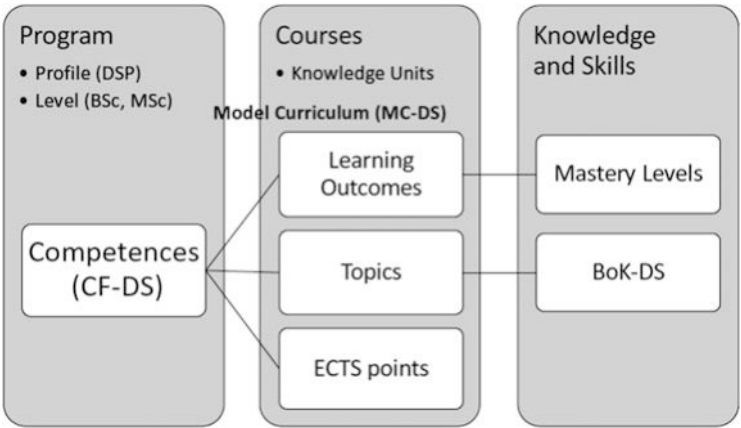 Program
• Profile (DSP)
• Level (BSc, MSc)
Competences
(CF-DS)
Courses
• Knowledge Units
Model Curriculum (MC-DS)
Learning
Outcomes
Topics
ECTS points
Knowledge
and Skills
Mastery Levels
BoK-DS